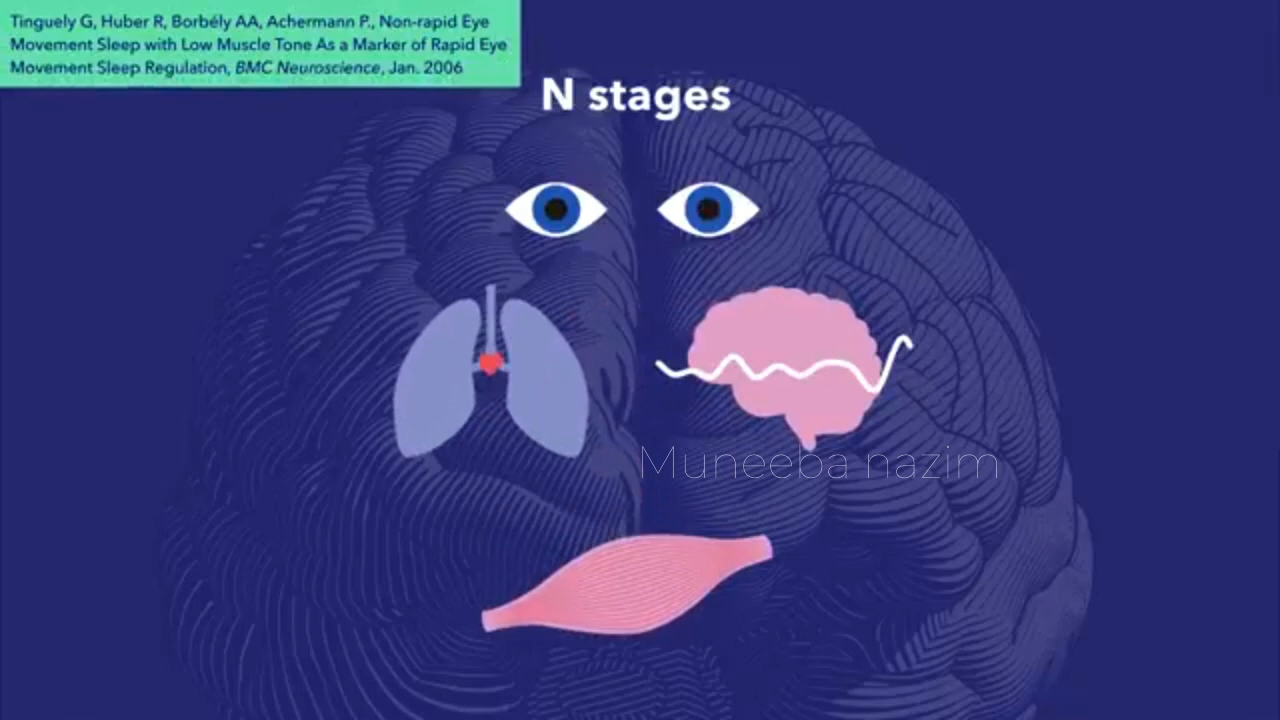 Tinguely G, Huber R, Borbély AA, Achermann P., Non-rapid Eye
Movement Sleep with Low Muscle Tone As a Marker of Rapid Eye
Movement Sleep Regulation, BMC Neuroscience, Jan. 2006
N stages
Muneeba nazim